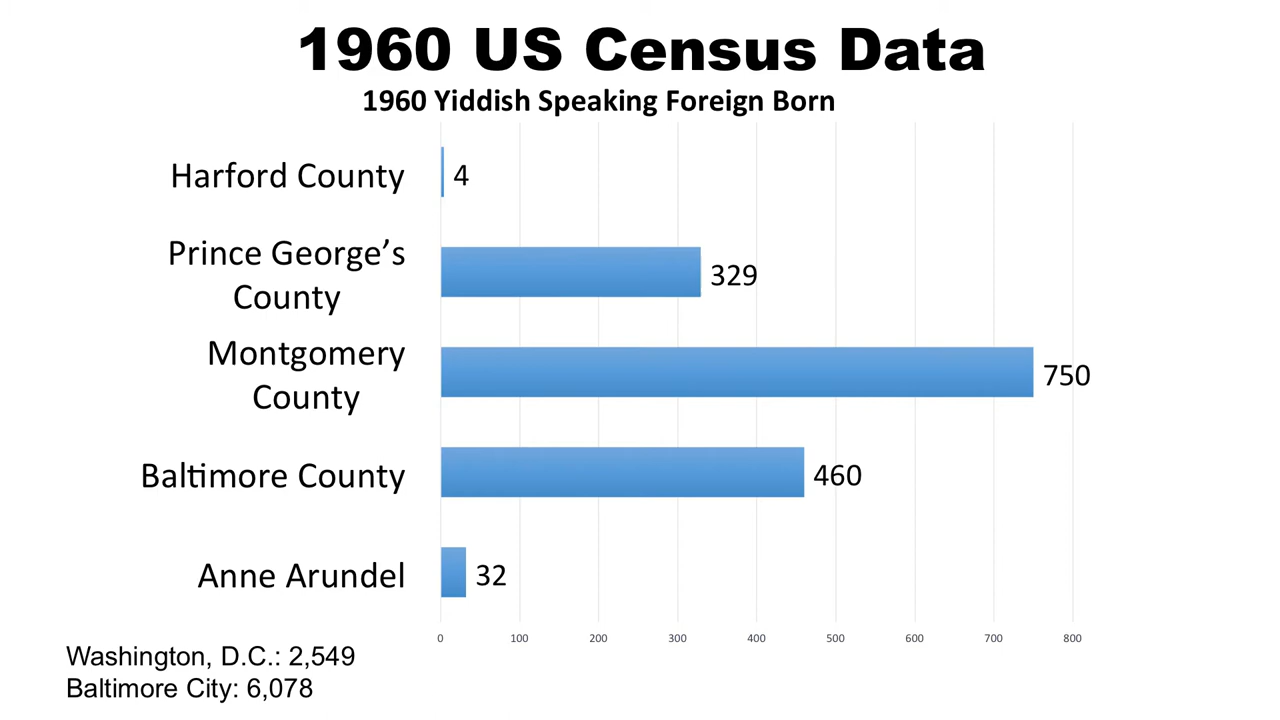 1960 US Census Data
1960 Yiddish Speaking Foreign Born
Harford County
4
Prince George’s
County
329
Montgomery
County
750
Baltimore County
460
Anne Arundel
32
0 100 200 300 400 500 600 700 800
Washington, D.C.: 2,549
Baltimore City: 6,078